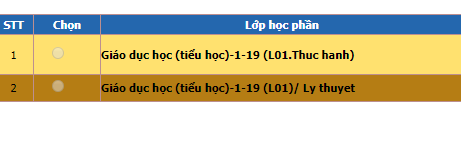 STT Chọn Lớp học phần
1 Giáo dục học (tiểu học)-1-19 (L01.Thuc hanh)
2 Giáo dục học (tiểu học)-1-19 (L01)/ Ly thuyet